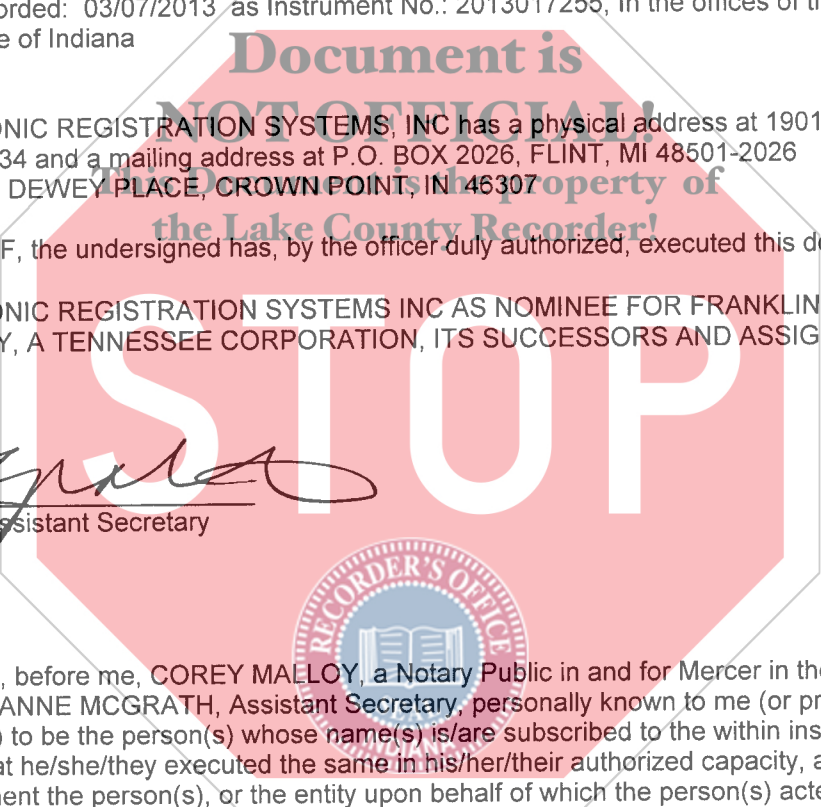 orded: 03/07/2013 as Instrument No.: 2013017255, in the offices of th
e of Indiana
Document is
NOT OFFICIAL!
ONIC REGISTRATION SYSTEMS, INC has a physical address at 1901
34 and a mailing address at P.O. BOX 2026, FLINT, MI 48501-2026
DEWEY PLACE, CROWN POINT, IN 46307
This Document is the property of
the Lake County Recorder!
F, the undersigned has, by the officer duly authorized, executed this d
ONIC REGISTRATION SYSTEMS INC AS NOMINEE FOR FRANKLIN
Y, A TENNESSEE CORPORATION, ITS SUCCESSORS AND ASSIG
STOP
ssistant Secretary
RECORDER'S OFFICE
, before me, COREY MALLOY, a Notary Public in and for Mercer in the
ANNE MCGRATH, Assistant Secretary, personally known to me (or pr
) to be the person(s) whose name(s) is/are subscribed to the within ins
INDIANA
at he/she/they executed the same in his/her/their authorized capacity, a
ment the person(s), or the entity upon behalf of which the person(s) acte